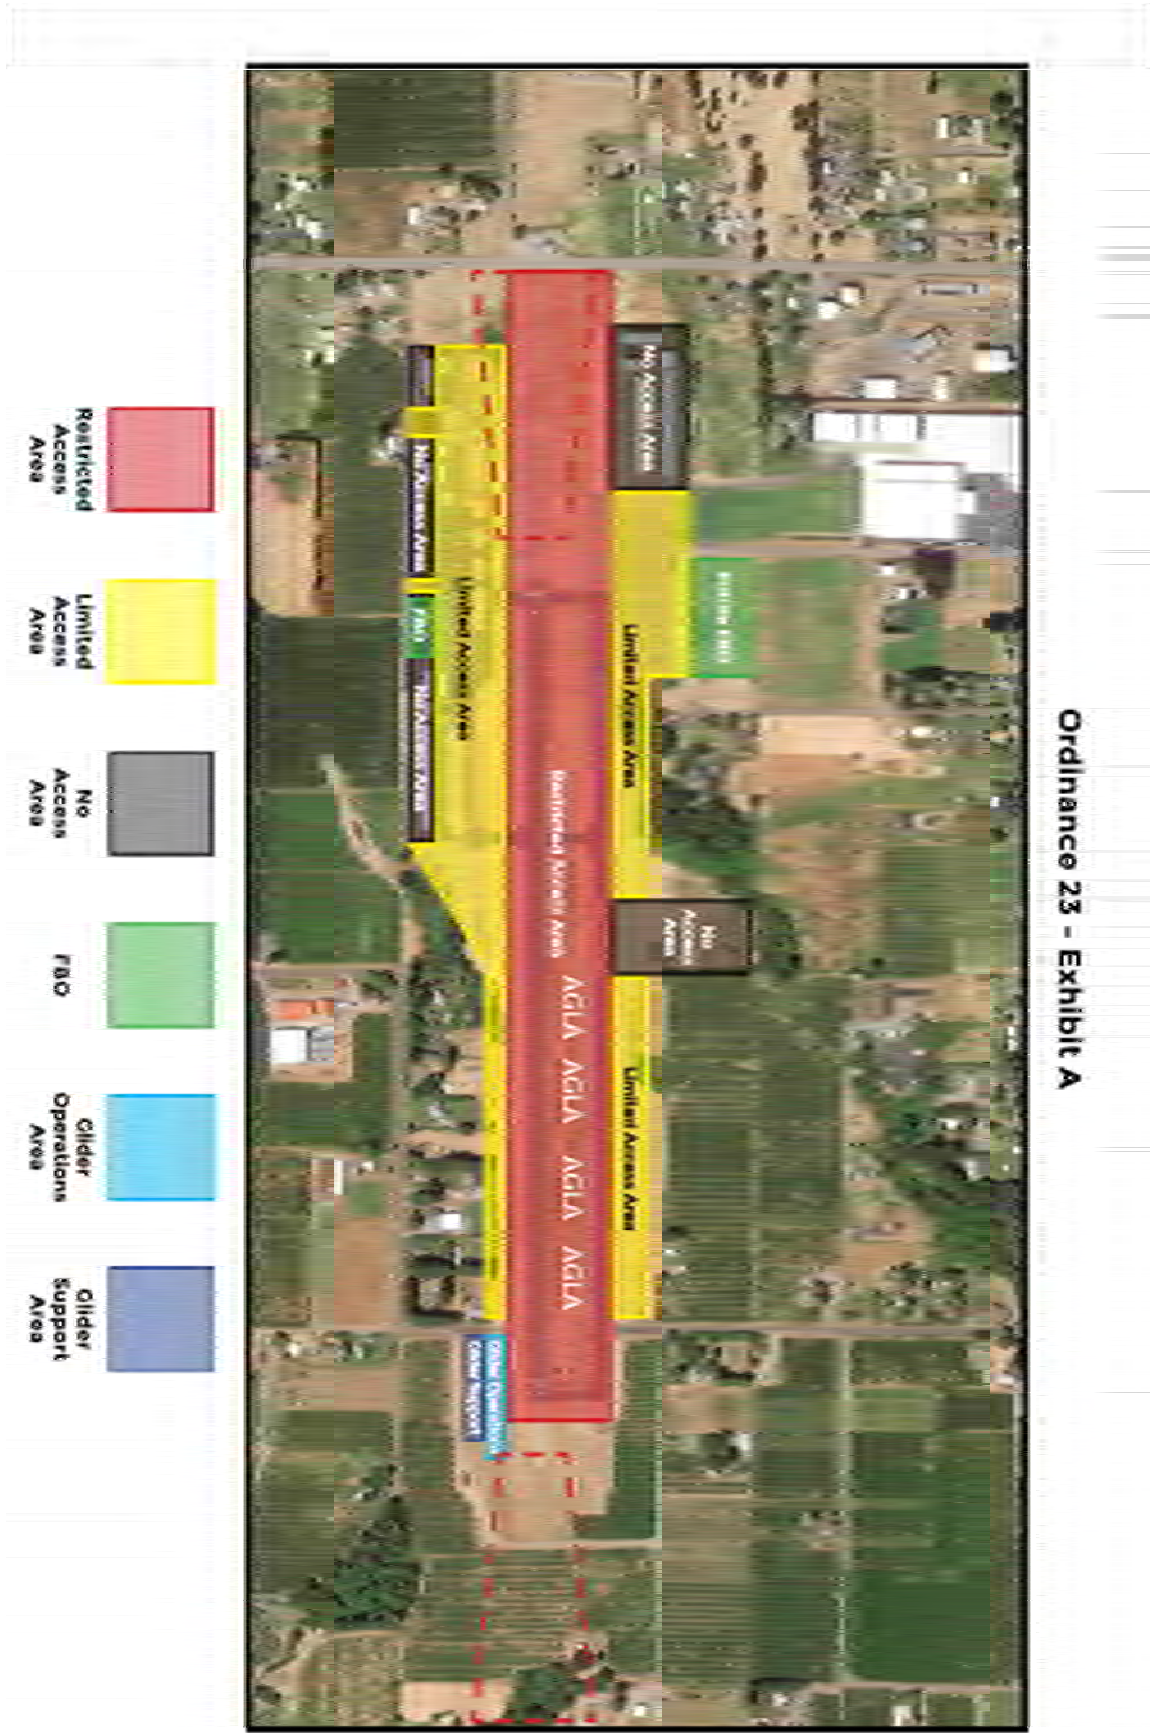 Ordinance 23 - Exhibit A
No Access Area
Limited Access Area
No
Access
Area
Limited Access Area
Restricted Access Area
AGLA AGLA AGLA AGLA
Limited Access Area
No Access Area
FBO
No Access Area
Glider Operations
Glider Support
Restricted
Access
Area
Limited
Access
Area
No
Access
Area
FBO
Glider
Operations
Area
Glider
Support
Area